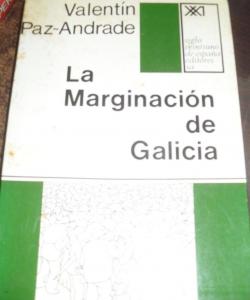 Valentín
Paz-Andrade
siglo
veintiuno
de españa
editores
sa
La
Marginación
de
Galicia